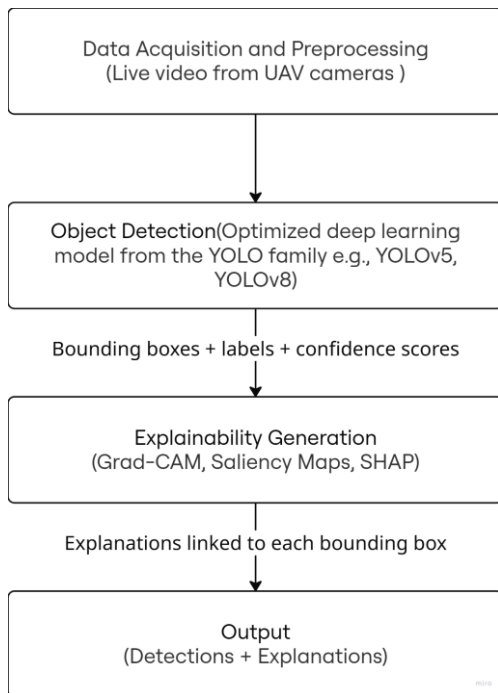 Data Acquisition and Preprocessing
(Live video from UAV cameras )
Object Detection(Optimized deep learning
model from the YOLO family e.g., YOLOv5,
YOLOv8)
Bounding boxes + labels + confidence scores
Explainability Generation
(Grad-CAM, Saliency Maps, SHAP)
Explanations linked to each bounding box
Output
(Detections + Explanations)
miro